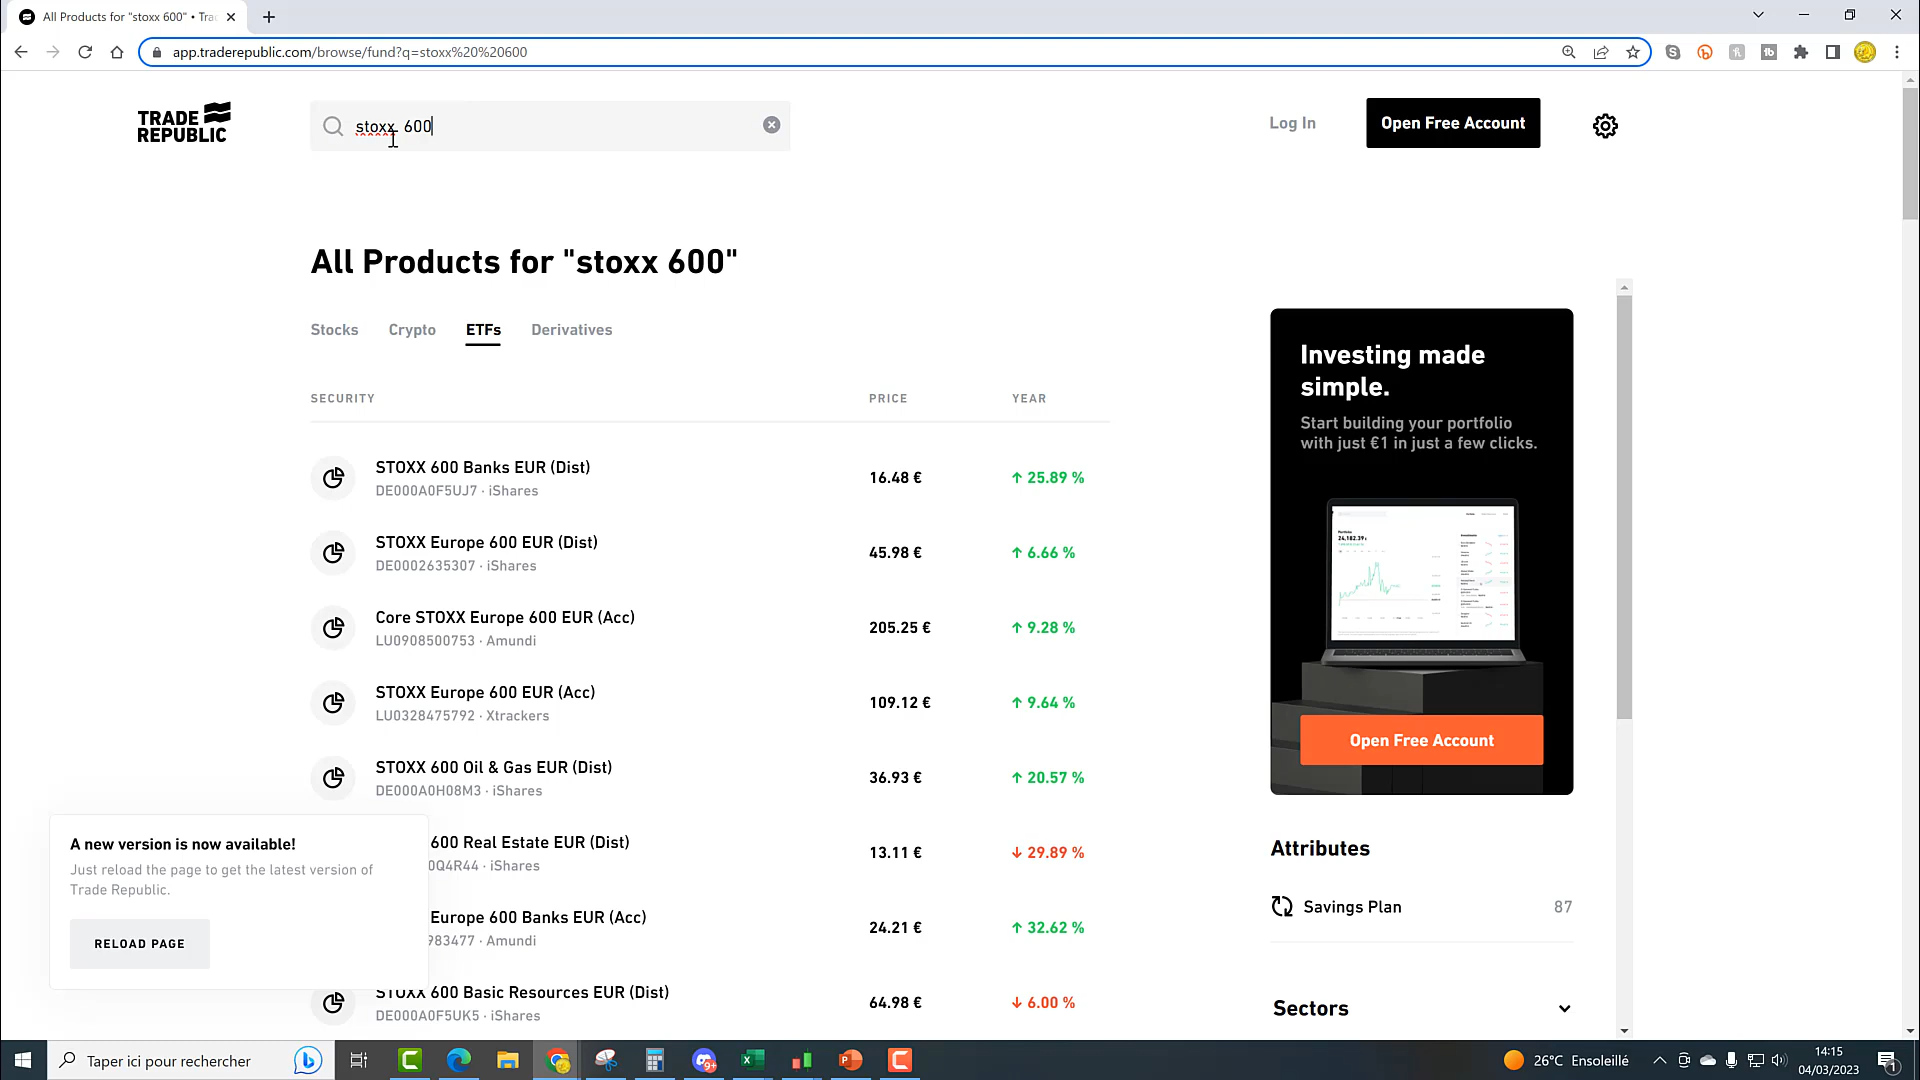 All Products for "stoxx 600" • Tra
app.traderepublic.com/browse/fund?q=stoxx%20%20600
TRADE
REPUBLIC
stoxx  600
Log In
Open Free Account
All Products for "stoxx 600"
Stocks
Crypto
ETFs
Derivatives
SECURITY
PRICE
YEAR
STOXX 600 Banks EUR (Dist)
DE000A0F5UJ7 · iShares
16.48 €
↑ 25.89 %
STOXX Europe 600 EUR (Dist)
DE0002635307 · iShares
45.98 €
↑ 6.66 %
Core STOXX Europe 600 EUR (Acc)
LU0908500753 · Amundi
205.25 €
↑ 9.28 %
STOXX Europe 600 EUR (Acc)
LU0328475792 · Xtrackers
109.12 €
↑ 9.64 %
STOXX 600 Oil & Gas EUR (Dist)
DE000A0H08M3 · iShares
36.93 €
↑ 20.57 %
600 Real Estate EUR (Dist)
0Q4R44 · iShares
13.11 €
↓ 29.89 %
Europe 600 Banks EUR (Acc)
983477 · Amundi
24.21 €
↑ 32.62 %
STOXX 600 Basic Resources EUR (Dist)
DE000A0F5UK5 · iShares
64.98 €
↓ 6.00 %
A new version is now available!
Just reload the page to get the latest version of
Trade Republic.
RELOAD PAGE
Investing made
simple.
Start building your portfolio
with just €1 in just a few clicks.
Open Free Account
Attributes
Savings Plan
87
Sectors
Taper ici pour rechercher
26°C Ensoleillé
14:15
04/03/2023